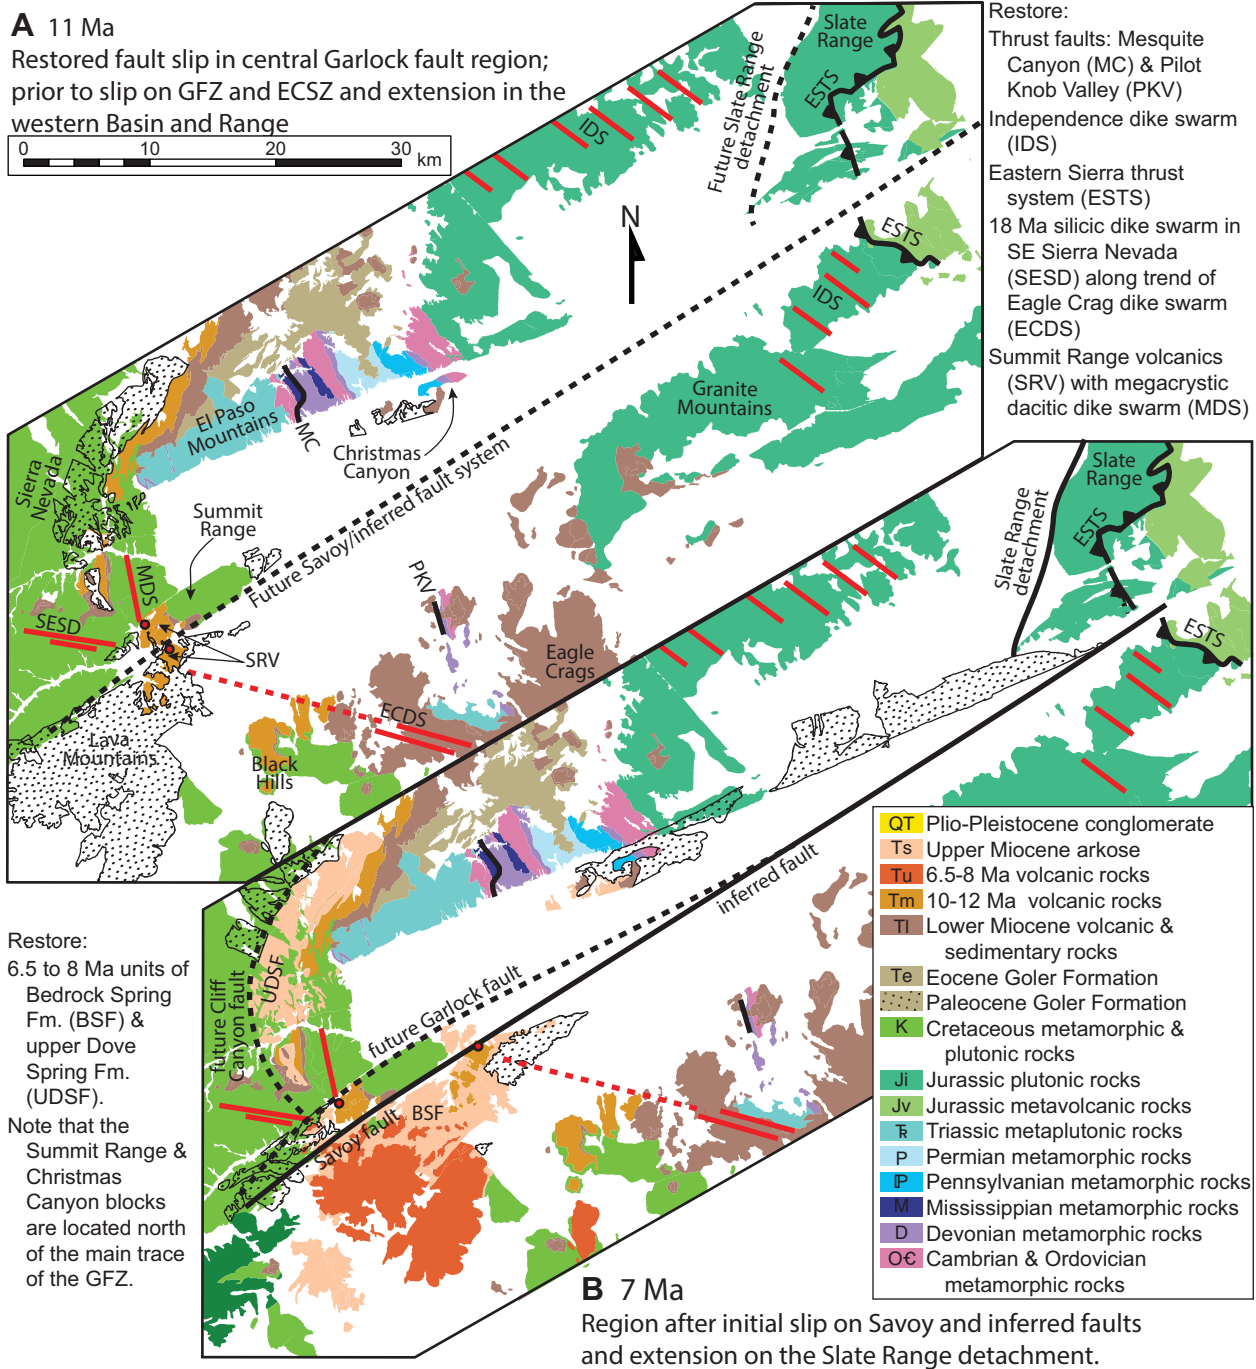 A 11 Ma
Restored fault slip in central Garlock fault region;
prior to slip on GFZ and ECSZ and extension in the
western Basin and Range
0 10 20 30 km
Restore:
Thrust faults: Mesquite
Canyon (MC) & Pilot
Knob Valley (PKV)
Independence dike swarm
(IDS)
Eastern Sierra thrust
system (ESTS)
18 Ma silicic dike swarm in
SE Sierra Nevada
(SESD) along trend of
Eagle Crag dike swarm
(ECDS)
Summit Range volcanics
(SRV) with megacrystic
dacitic dike swarm (MDS)
Slate
Range
ESTS
Future Slate Range
detachment
IDS
N
ESTS
IDS
Granite
Mountains
El Paso
Mountains
MC
Christmas
Canyon
Sierra
Nevada
Summit
Range
Future Savoy/inferred fault system
MDS
SESD
SRV
PKV
Eagle
Crags
ECDS
Lava
Mountains
Black
Hills
Slate
Range
ESTS
Slate Range
detachment
ESTS
inferred fault
future Garlock fault
future Cliff
Canyon fault
UDSF
Savoy fault
BSF
Restore:
6.5 to 8 Ma units of
Bedrock Spring
Fm. (BSF) &
upper Dove
Spring Fm.
(UDSF).
Note that the
Summit Range &
Christmas
Canyon blocks
are located north
of the main trace
of the GFZ.
QT Plio-Pleistocene conglomerate
Ts Upper Miocene arkose
Tu 6.5-8 Ma volcanic rocks
Tm 10-12 Ma volcanic rocks
Tl Lower Miocene volcanic &
sedimentary rocks
Te Eocene Goler Formation
Paleocene Goler Formation
K Cretaceous metamorphic &
plutonic rocks
Ji Jurassic plutonic rocks
Jv Jurassic metavolcanic rocks
Ꞃ Triassic metaplutonic rocks
P Permian metamorphic rocks
ℙ Pennsylvanian metamorphic rocks
M Mississippian metamorphic rocks
D Devonian metamorphic rocks
O€ Cambrian & Ordovician
metamorphic rocks
B 7 Ma
Region after initial slip on Savoy and inferred faults
and extension on the Slate Range detachment.